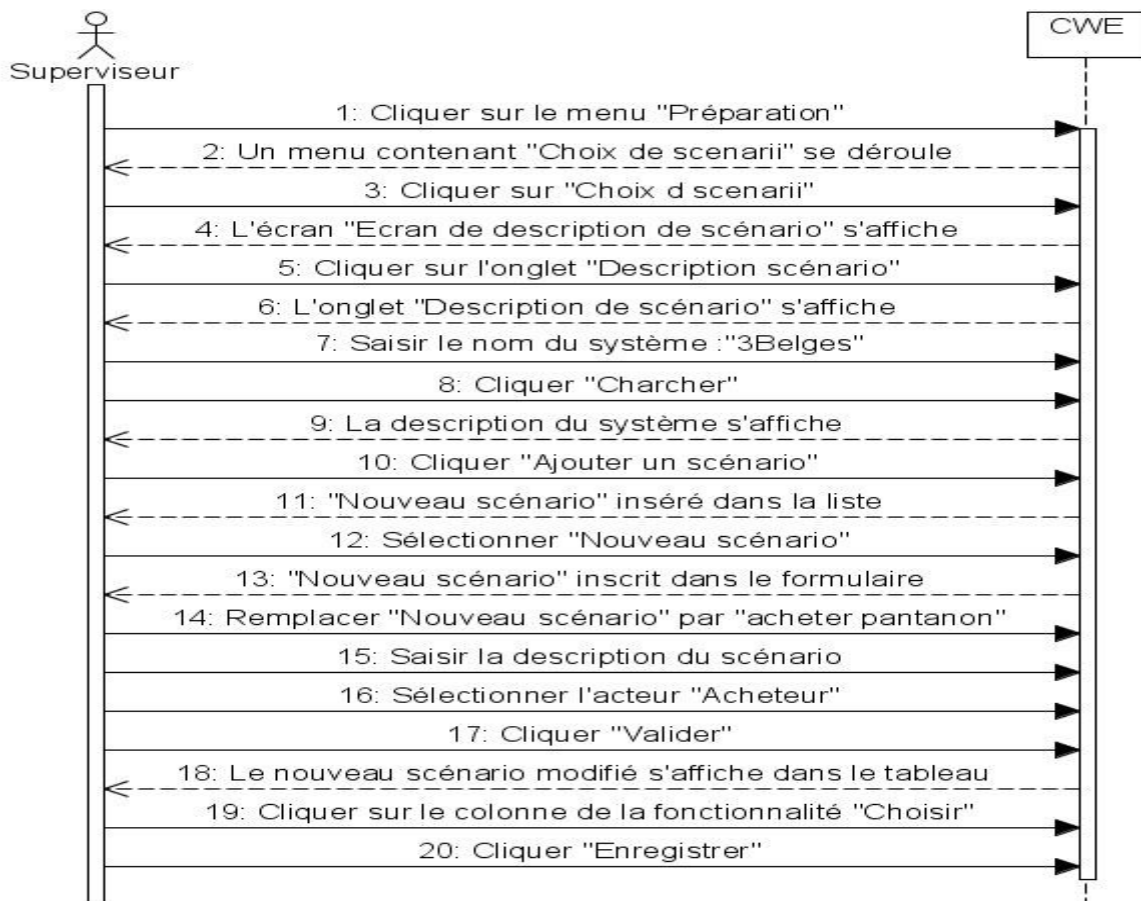 CWE
Superviseur
1: Cliquer sur le menu "Préparation"
2: Un menu contenant "Choix de scenarii" se déroule
3: Cliquer sur "Choix d scenarii"
4: L'écran "Ecran de description de scénario" s'affiche
5: Cliquer sur l'onglet "Description scénario"
6: L'onglet "Description de scénario" s'affiche
7: Saisir le nom du système :"3Belges"
8: Cliquer "Charcher"
9: La description du système s'affiche
10: Cliquer "Ajouter un scénario"
11: "Nouveau scénario" inséré dans la liste
12: Sélectionner "Nouveau scénario"
13: "Nouveau scénario" inscrit dans le formulaire
14: Remplacer "Nouveau scénario" par "acheter pantanon"
15: Saisir la description du scénario
16: Sélectionner l'acteur "Acheteur"
17: Cliquer "Valider"
18: Le nouveau scénario modifié s'affiche dans le tableau
19: Cliquer sur le colonne de la fonctionnalité "Choisir"
20: Cliquer "Enregistrer"